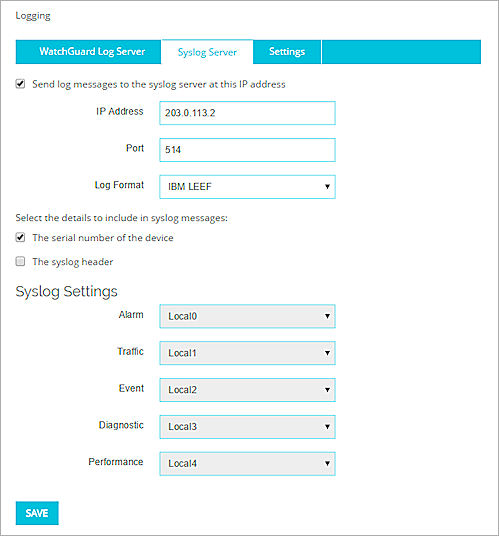 Logging
WatchGuard Log Server Syslog Server Settings
Send log messages to the syslog server at this IP address
IP Address 203.0.113.2
Port 514
Log Format IBM LEEF
Select the details to include in syslog messages:
The serial number of the device
The syslog header
Syslog Settings
Alarm Local0
Traffic Local1
Event Local2
Diagnostic Local3
Performance Local4
SAVE